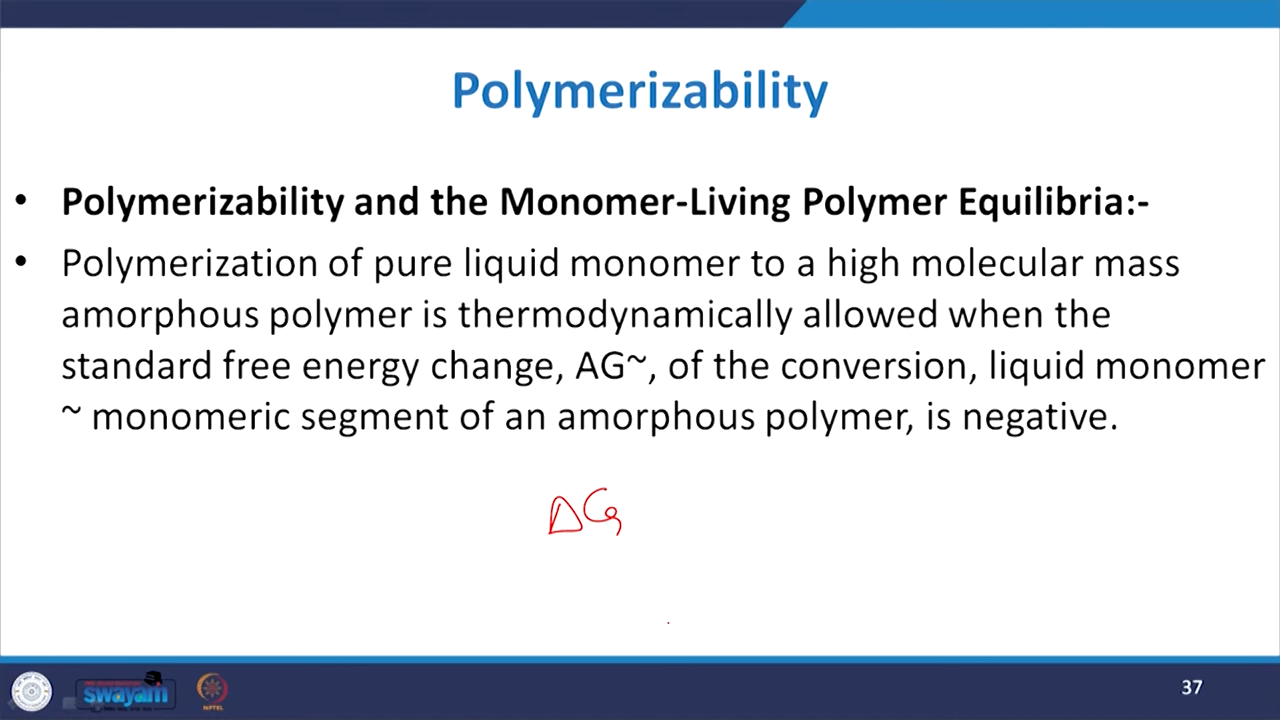 Polymerizability
• Polymerizability and the Monomer-Living Polymer Equilibria:-
• Polymerization of pure liquid monomer to a high molecular mass
amorphous polymer is thermodynamically allowed when the
standard free energy change, AG~, of the conversion, liquid monomer
~ monomeric segment of an amorphous polymer, is negative.
ΔG
swayam
NPTEL
37